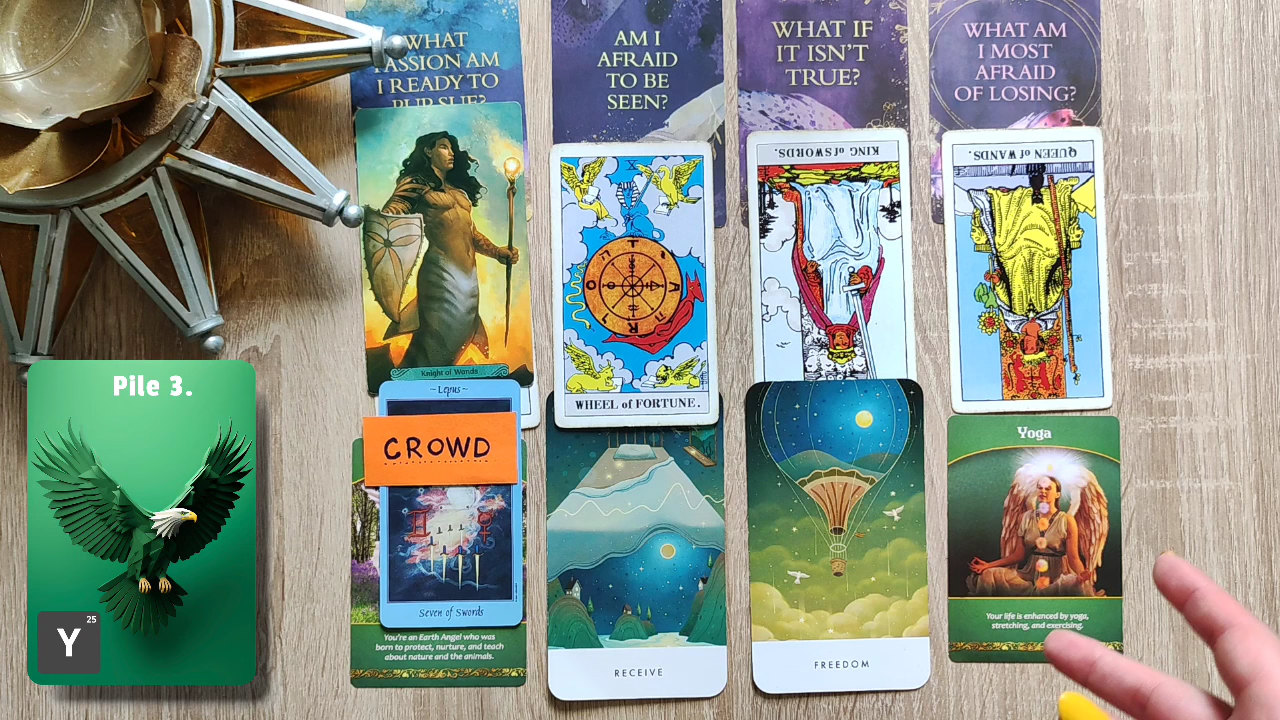 WHAT
PASSION AM
I READY TO
PURSUE?
AM I
AFRAID
TO BE
SEEN?
WHAT IF
IT ISN'T
TRUE?
WHAT AM
I MOST
AFRAID
OF LOSING?
Knight of Wands
X
WHEEL of FORTUNE.
KING of SWORDS.
QUEEN of WANDS.
Pile 3.
Y
25
~ Lepus ~
CROWD
Seven of Swords
You're an Earth Angel who was
born to protect, nurture, and teach
about nature and the animals.
RECEIVE
FREEDOM
Yoga
Your life is enhanced by yoga,
stretching, and exercising.